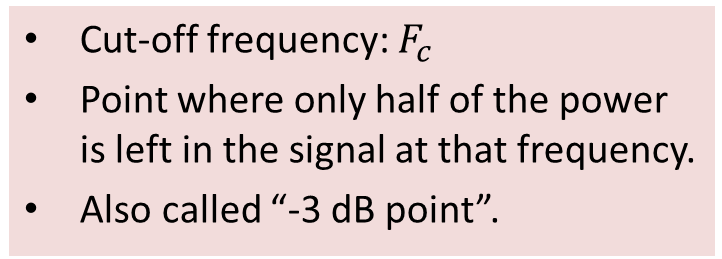 • Cut-off frequency: F_c
• Point where only half of the power
is left in the signal at that frequency.
• Also called “-3 dB point”.